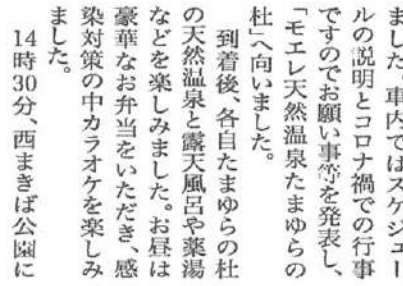 ました。車内ではスケジュー
ルの説明とコロナ禍での行事
ですのでお願い事等を発表し、
「モエレ天然温泉たまゆらの
杜」へ向いました。
到着後、各自たまゆらの杜
の天然温泉と露天風呂や薬湯
などを楽しみました。お昼は
豪華なお弁当をいただき、感
染対策の中カラオケを楽しみ
ました。
14時30分、西まきば公園に